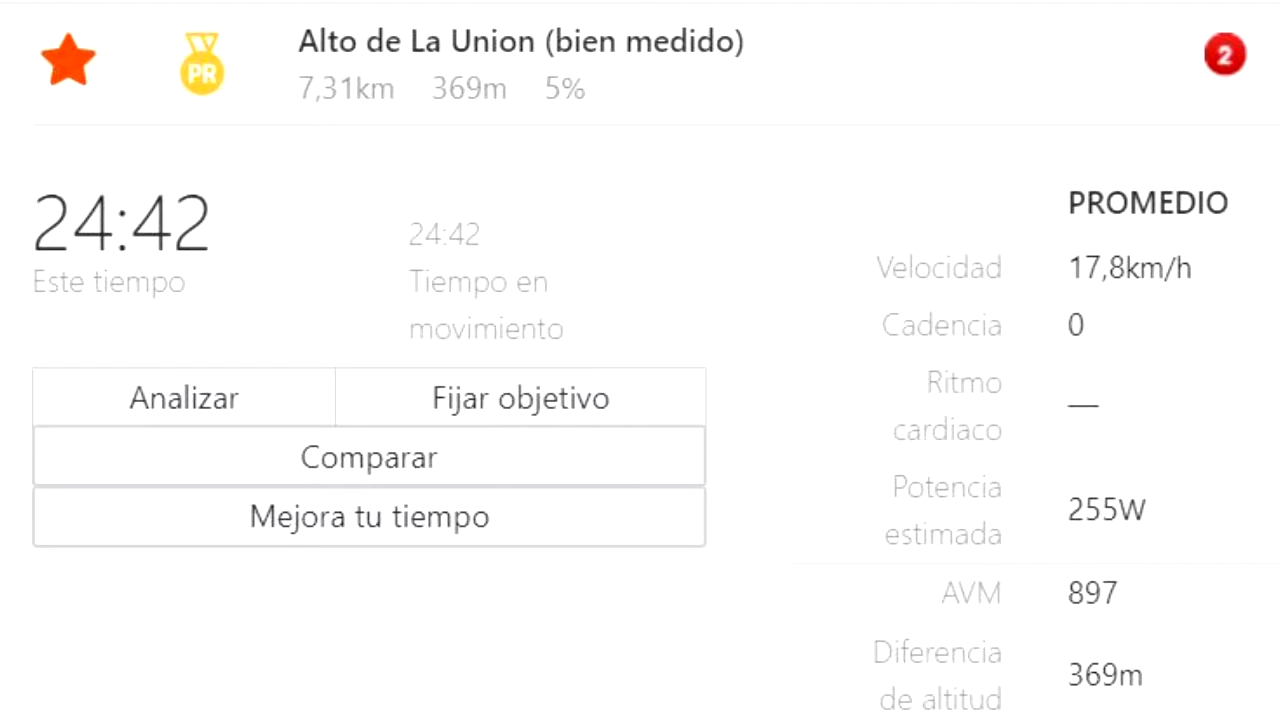 PR
Alto de La Union (bien medido)
7,31km 369m 5%
2
24:42
Este tiempo
24:42
Tiempo en
movimiento
Analizar Fijar objetivo
Comparar
Mejora tu tiempo
PROMEDIO
Velocidad 17,8km/h
Cadencia 0
Ritmo
cardiaco —
Potencia
estimada 255W
AVM 897
Diferencia
de altitud 369m